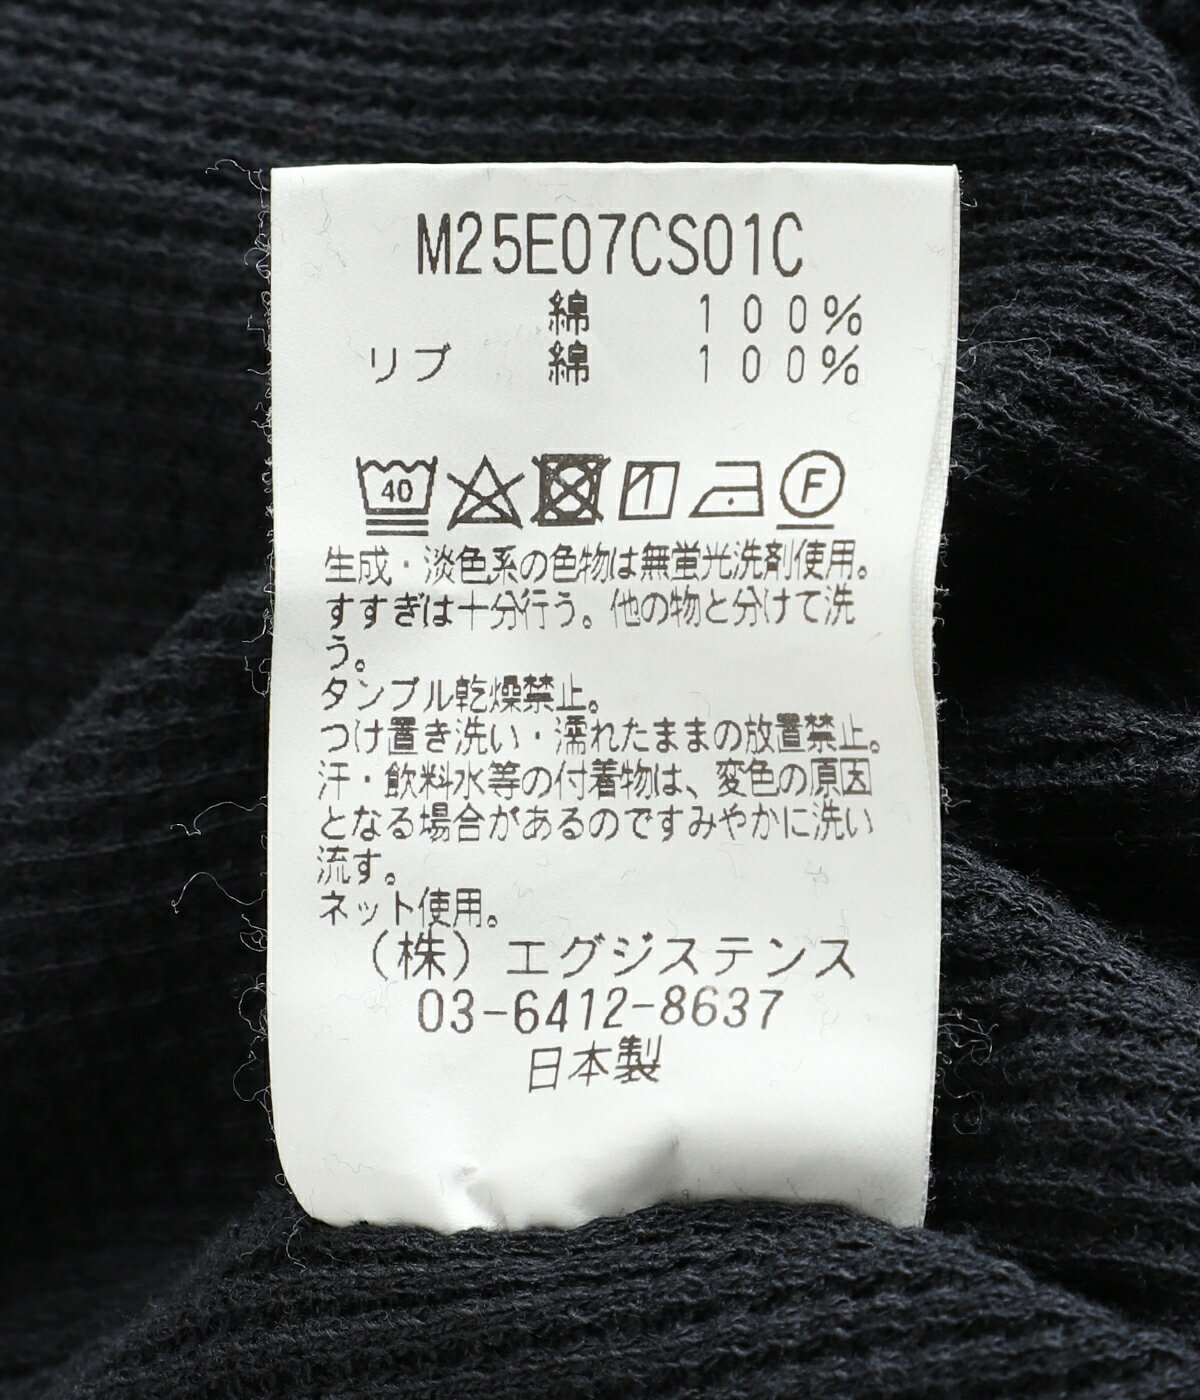 M25E07CS01C
綿 100%
リブ 綿 100%
40 F
生成・淡色系の色物は無蛍光洗剤使用。
すすぎは十分行う。他の物と分けて洗
う。
タンブル乾燥禁止。
つけ置き洗い・濡れたままの放置禁止。
汗・飲料水等の付着物は、変色の原因
となる場合があるのですみやかに洗い
流す。
ネット使用。
(株)エグジステンス
03-6412-8637
日本製